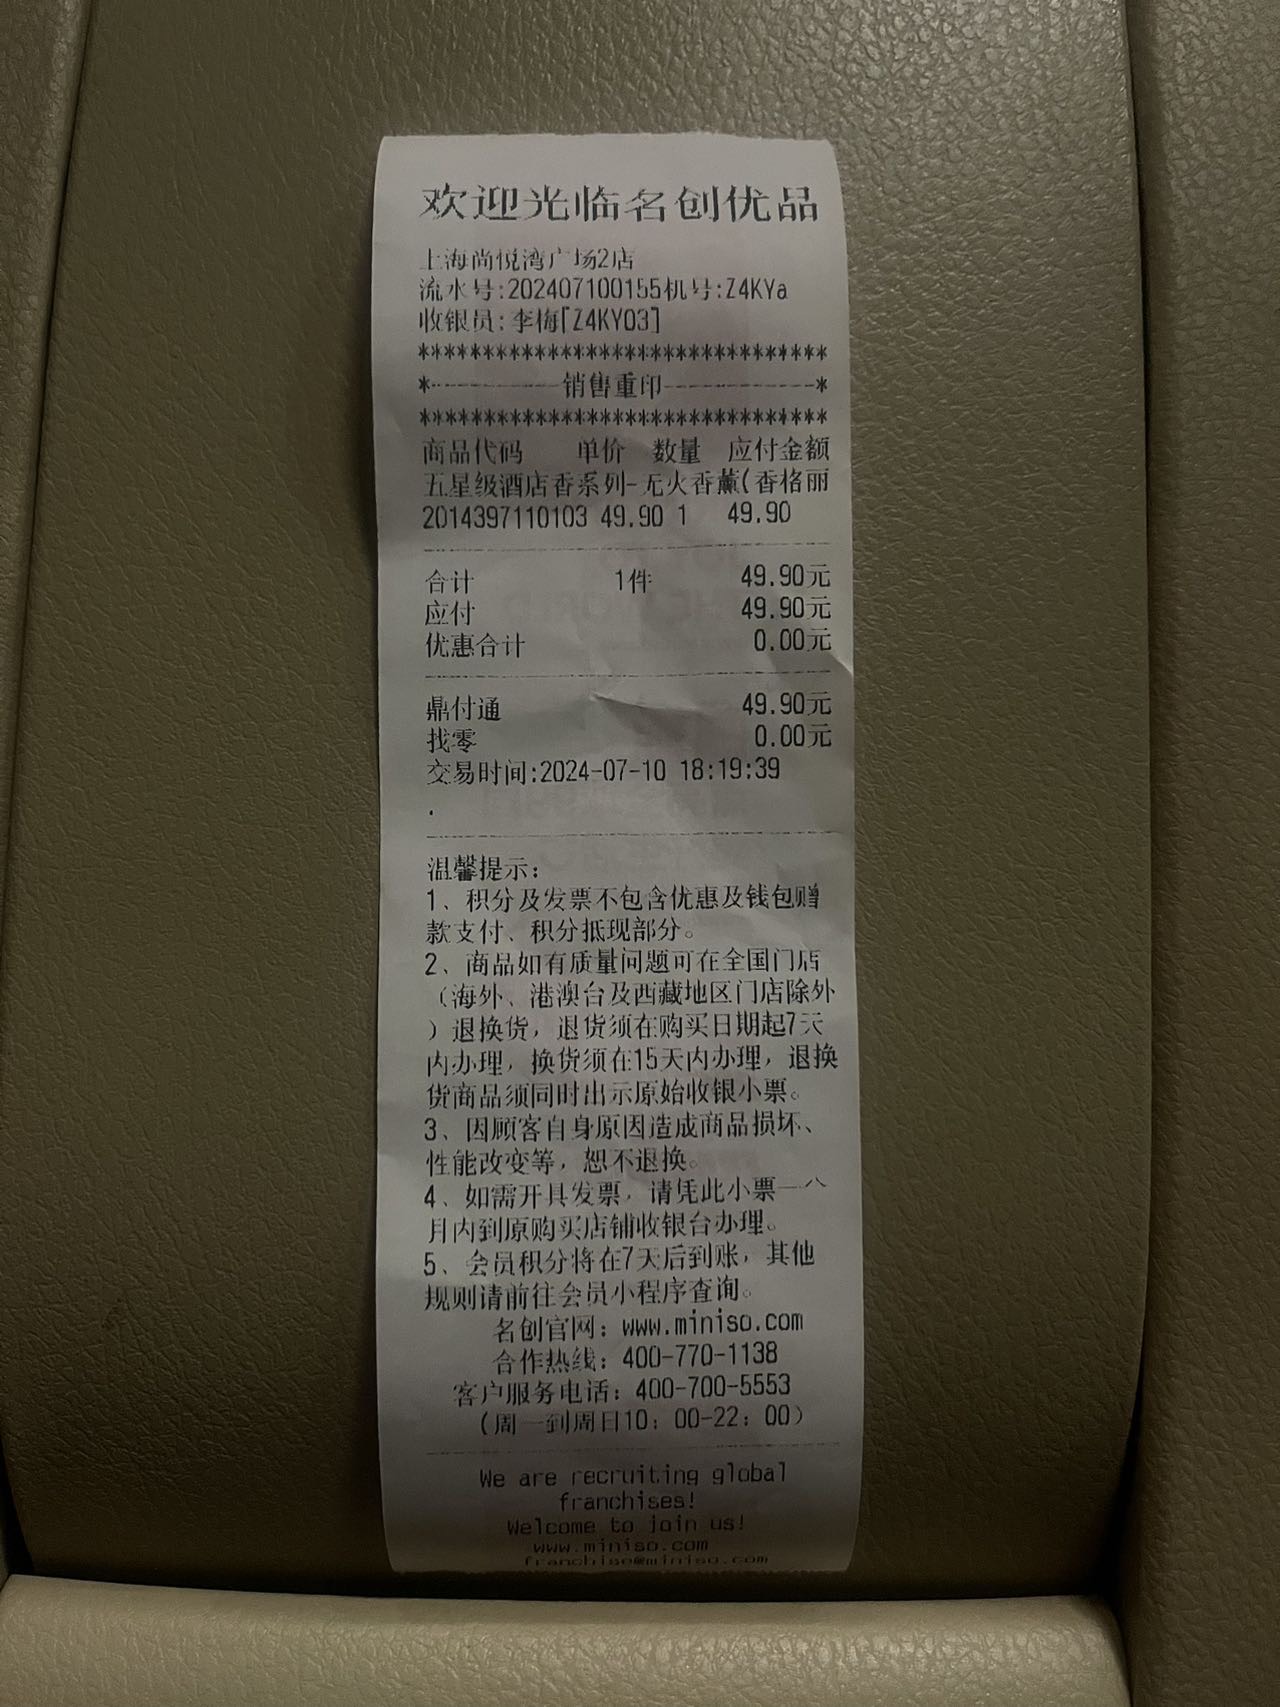 欢迎光临名创优品
上海尚悦湾广场2店
流水号:202407100155机号:Z4KYa
收银员:李梅[Z4KY03]
********************************
*----------销售重印------------*
********************************
商品代码 单价 数量 应付金额
五星级酒店香系列-无火香薰(香格丽
2014397110103 49.90 1 49.90
合计 1件 49.90元
应付 49.90元
优惠合计 0.00元
鼎付通 49.90元
找零 0.00元
交易时间:2024-07-10 18:19:39
.
温馨提示:
1、积分及发票不包含优惠及钱包赠
款支付、积分抵现部分。
2、商品如有质量问题可在全国门店
（海外、港澳台及西藏地区门店除外
）退换货，退货须在购买日期起7天
内办理，换货须在15天内办理，退换
货商品须同时出示原始收银小票。
3、因顾客自身原因造成商品损坏、
性能改变等，恕不退换。
4、如需开具发票，请凭此小票一个
月内到原购买店铺收银台办理。
5、会员积分将在7天后到账，其他
规则请前往会员小程序查询。
名创官网：www.miniso.com
合作热线：400-770-1138
客户服务电话：400-700-5553
（周一到周日10：00-22：00）
We are recruiting global
franchises!
Welcome to join us!
www.miniso.com
franchise@miniso.com